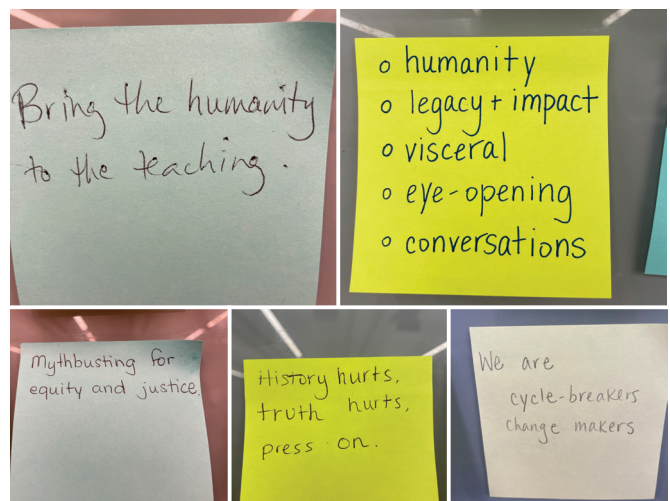 Bring the humanity
to the teaching.
o humanity
o legacy + impact
o visceral
o eye-opening
o conversations
Mythbusting for
equity and justice.
History hurts,
truth hurts,
press on.
We are
cycle-breakers
change makers